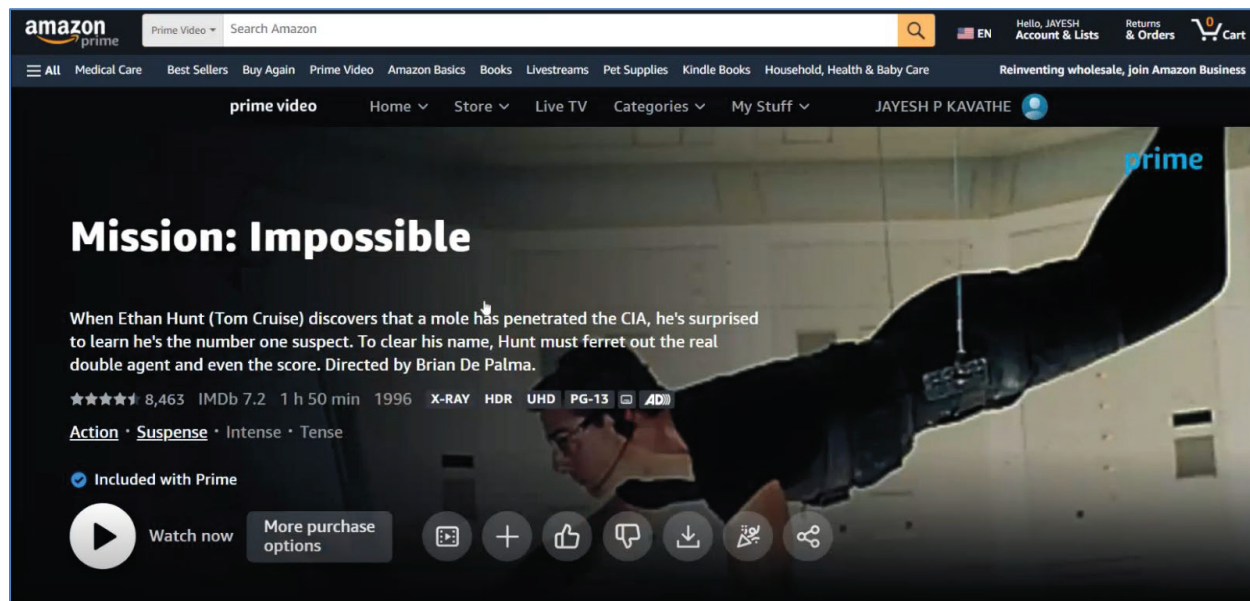 amazon prime
Prime Video Search Amazon
EN
Hello, JAYESH
Account & Lists
Returns
& Orders
0
Cart
All Medical Care Best Sellers Buy Again Prime Video Amazon Basics Books Livestreams Pet Supplies Kindle Books Household, Health & Baby Care Reinventing wholesale, join Amazon Business
prime video Home Store Live TV Categories My Stuff JAYESH P KAVATHE
prime
Mission: Impossible
When Ethan Hunt (Tom Cruise) discovers that a mole has penetrated the CIA, he's surprised
to learn he's the number one suspect. To clear his name, Hunt must ferret out the real
double agent and even the score. Directed by Brian De Palma.
8,463 IMDb 7.2 1 h 50 min 1996 X-RAY HDR UHD PG-13 AD
Action · Suspense · Intense · Tense
Included with Prime
Watch now
More purchase
options